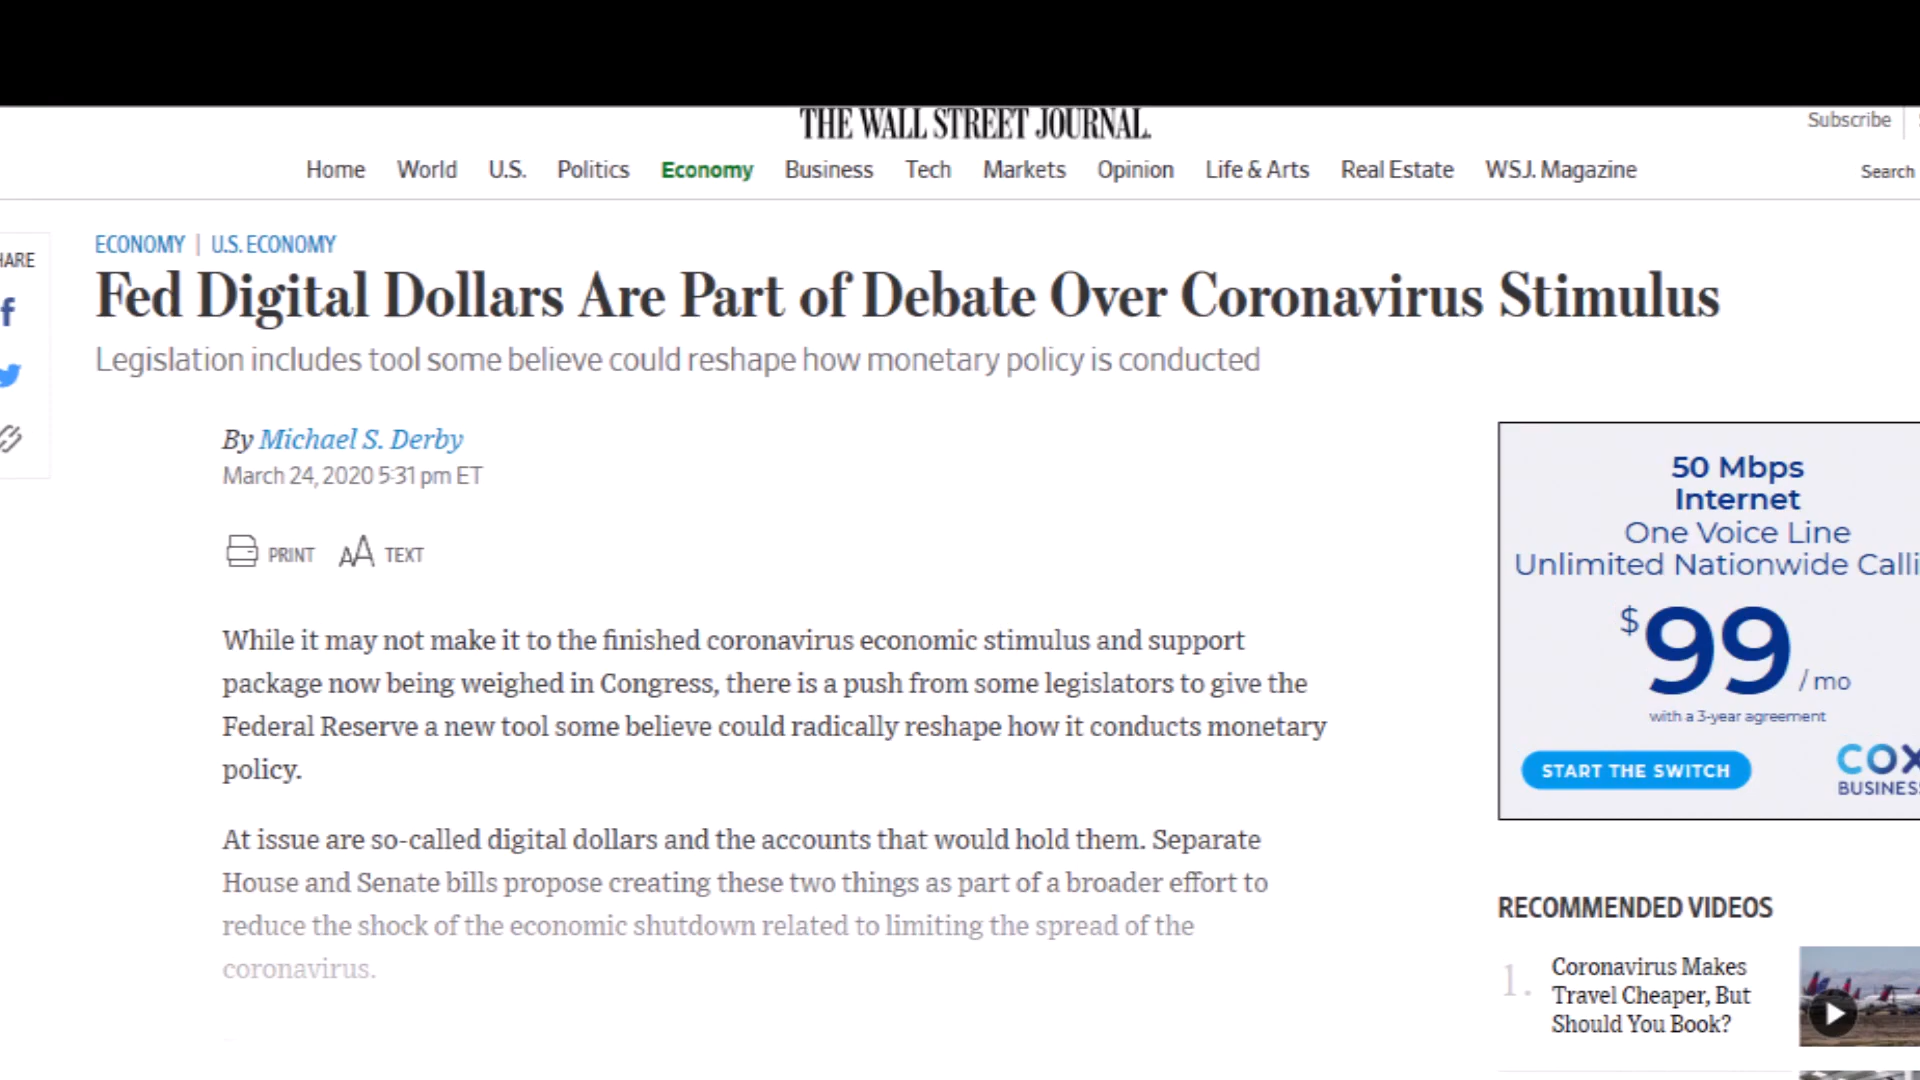 THE WALL STREET JOURNAL.
Subscribe
Home World U.S. Politics Economy Business Tech Markets Opinion Life & Arts Real Estate WSJ. Magazine
Search
ECONOMY | U.S. ECONOMY
Fed Digital Dollars Are Part of Debate Over Coronavirus Stimulus
Legislation includes tool some believe could reshape how monetary policy is conducted
HARE
By Michael S. Derby
March 24, 2020 5:31 pm ET
PRINT AA TEXT
While it may not make it to the finished coronavirus economic stimulus and support
package now being weighed in Congress, there is a push from some legislators to give the
Federal Reserve a new tool some believe could radically reshape how it conducts monetary
policy.
At issue are so-called digital dollars and the accounts that would hold them. Separate
House and Senate bills propose creating these two things as part of a broader effort to
reduce the shock of the economic shutdown related to limiting the spread of the
coronavirus.
50 Mbps
Internet
One Voice Line
Unlimited Nationwide Calli
$99 / mo
with a 3-year agreement
START THE SWITCH
COX
BUSINES
RECOMMENDED VIDEOS
1. Coronavirus Makes
Travel Cheaper, But
Should You Book?